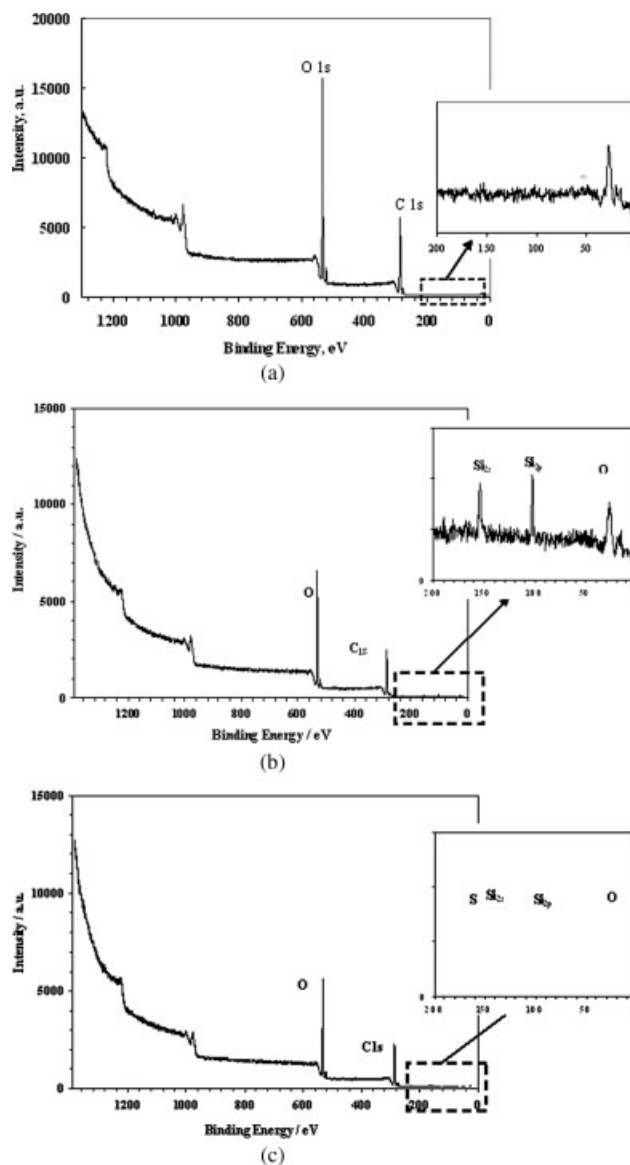 20000
15000
10000
5000
0
Intensity, a.u.
O 1s
C 1s
200 150 100 50
1200 1000 800 600 400 200 0
Binding Energy, eV
(a)
15000
10000
5000
0
Intensity / a.u.
O
C1s
Si2s Si2p O
200 150 100 50
1200 1000 800 600 400 200 0
Binding Energy / eV
(b)
15000
10000
5000
0
Intensity / a.u.
O
C1s
S Si2s Si2p O
0
200 150 100 50
1200 1000 800 600 400 200 0
Binding Energy / eV
(c)